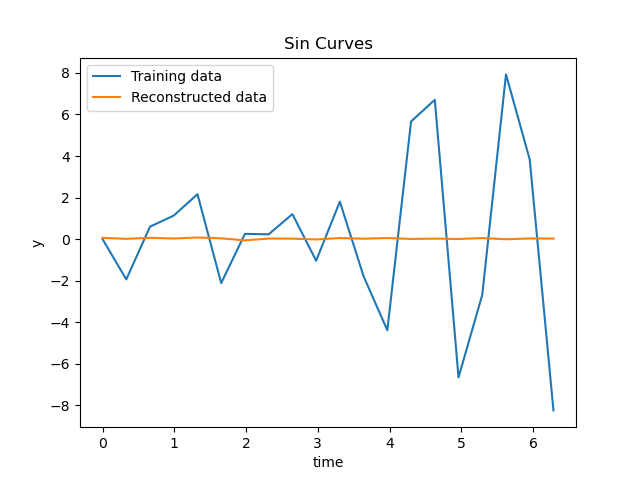 Sin Curves
Training data
Reconstructed data
8
6
4
2
0
−2
−4
−6
−8
y
0 1 2 3 4 5 6
time